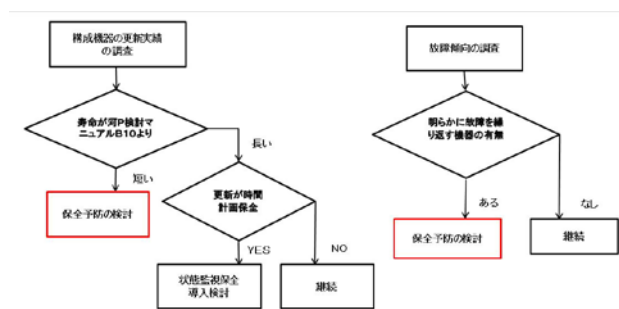 構成機器の更新実績
の調査
寿命が河P検討マ
ニュアルB10より
短い
長い
保全予防の検討
更新が時間
計画保全
YES
NO
状態監視保全
導入検討
継続
故障傾向の調査
明らかに故障を繰
り返す機器の有無
ある
なし
保全予防の検討
継続